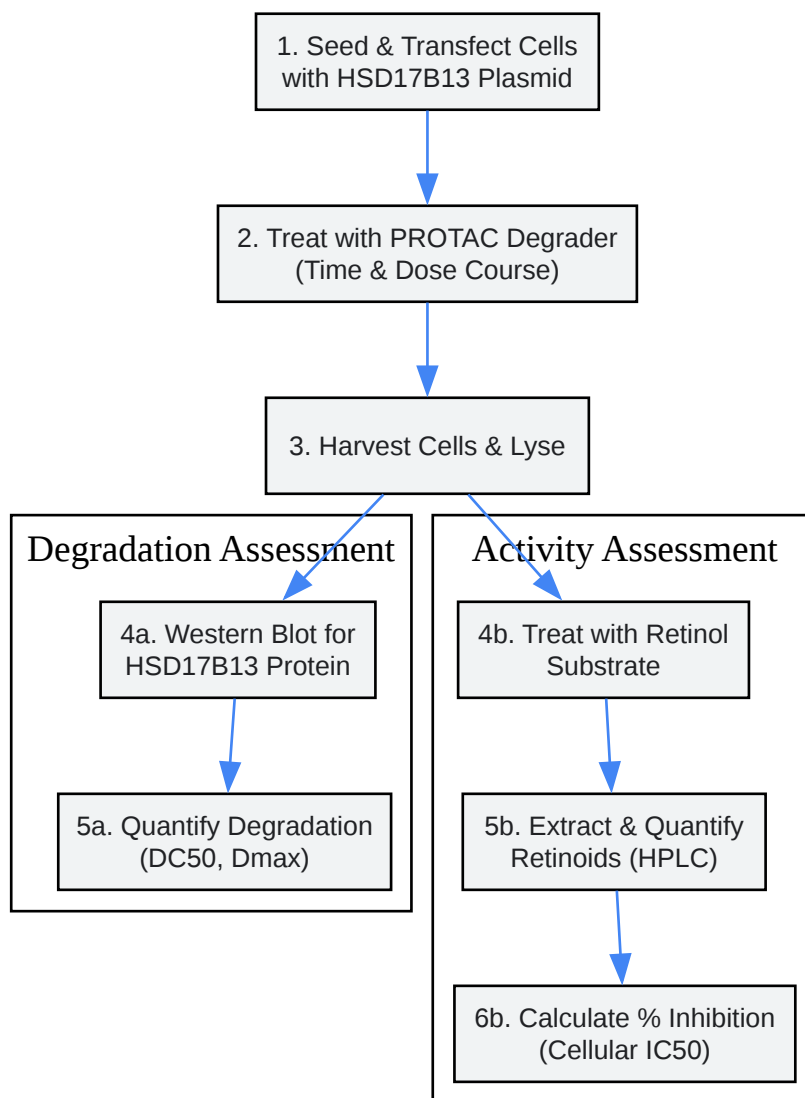 1. Seed & Transfect Cells
with HSD17B13 Plasmid
2. Treat with PROTAC Degrader
(Time & Dose Course)
3. Harvest Cells & Lyse
Degradation Assessment
4a. Western Blot for
HSD17B13 Protein
5a. Quantify Degradation
(DC50, Dmax)
Activity Assessment
4b. Treat with Retinol
Substrate
5b. Extract & Quantify
Retinoids (HPLC)
6b. Calculate % Inhibition
(Cellular IC50)